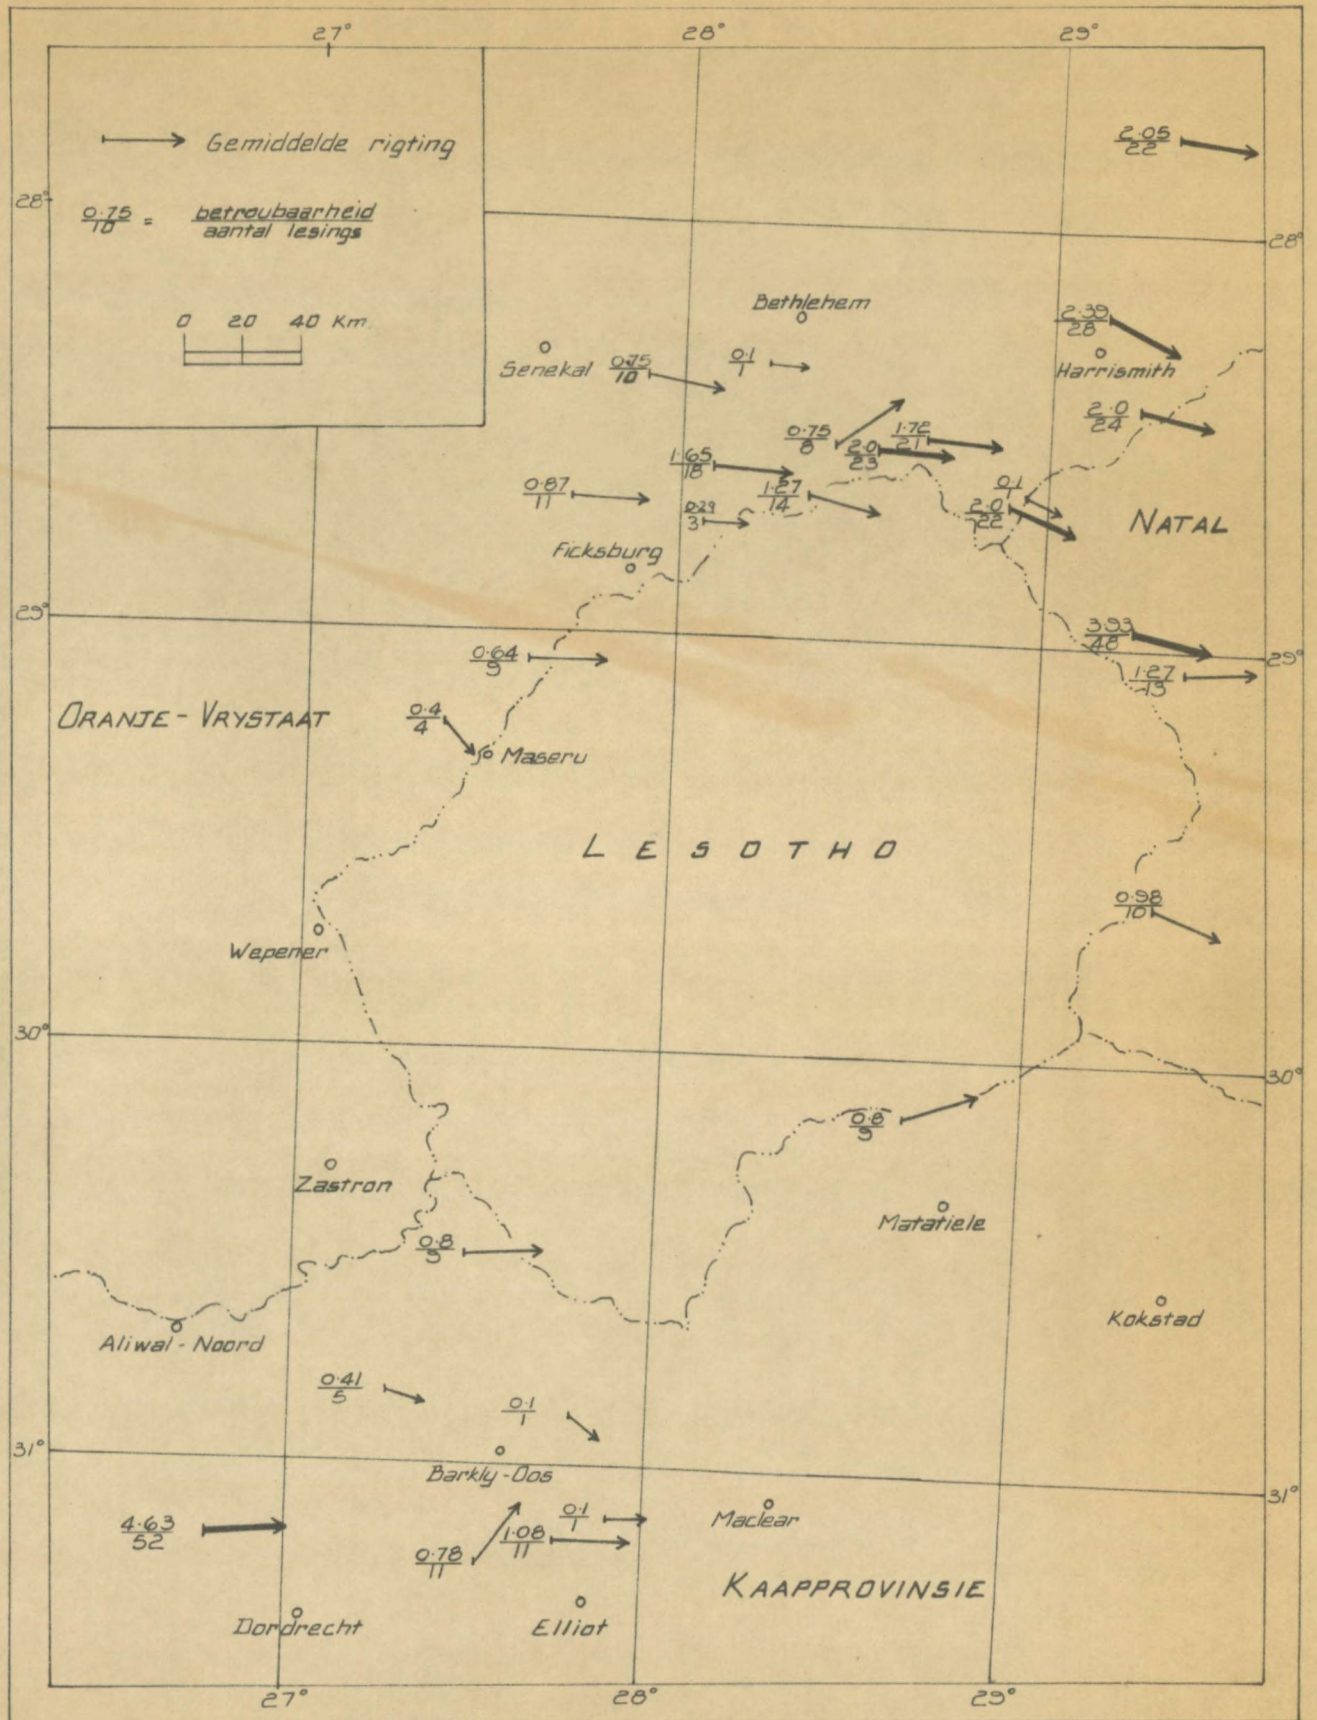 27° 28° 29°
Gemiddelde rigting
0.75 = betroubaarheid
10 aantal lesings
0 20 40 Km
2.05
22
28°
28°
Bethlehem
2.39
28
Senekal
0.75
10
0.1
1
Harrismith
2.0
24
0.75
8
1.72
21
2.0
23
1.65
18
0.87
11
1.27
14
0.1
1
0.29
3
2.0
22
NATAL
Ficksburg
29°
3.93
48
0.64
9
29°
1.27
13
ORANJE - VRYSTAAT
0.4
4
Maseru
LESOTHO
0.98
10
Wepener
30°
30°
0.8
9
Zastron
Matatiele
0.8
9
Kokstad
Aliwal - Noord
0.41
5
0.1
1
31°
Barkly-Oos
31°
4.63
52
0.1
1
Maclear
1.08
11
0.78
11
KAAPPROVINSIE
Dordrecht
Elliot
27° 28° 29°